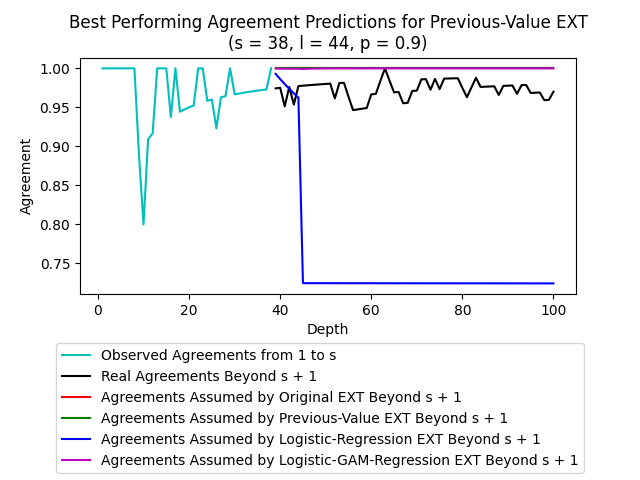 Best Performing Agreement Predictions for Previous-Value EXT
(s = 38, l = 44, p = 0.9)
1.00
0.95
0.90
0.85
0.80
0.75
Agreement
0 20 40 60 80 100
Depth
Observed Agreements from 1 to s
Real Agreements Beyond s + 1
Agreements Assumed by Original EXT Beyond s + 1
Agreements Assumed by Previous-Value EXT Beyond s + 1
Agreements Assumed by Logistic-Regression EXT Beyond s + 1
Agreements Assumed by Logistic-GAM-Regression EXT Beyond s + 1